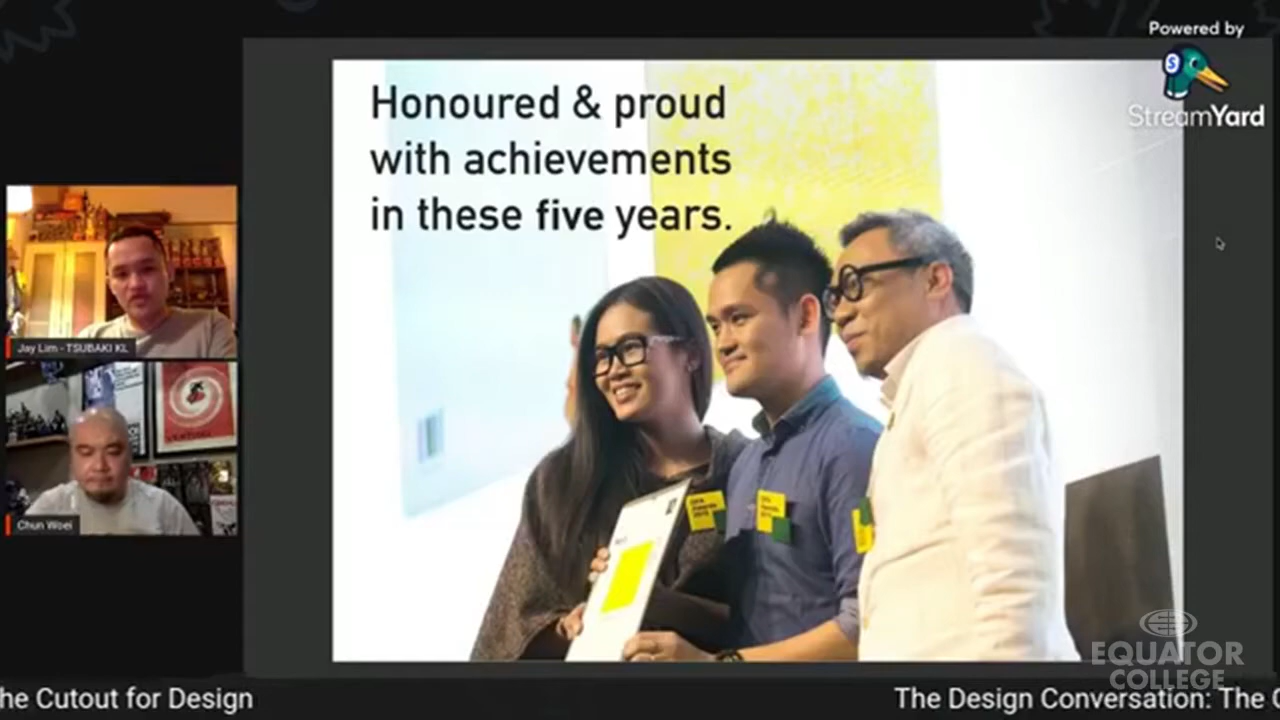 Powered by
StreamYard
Honoured & proud
with achievements
in these five years.
Jay Lim - TSUBAKI KL
Chun Woei
EQUATOR
COLLEGE
he Cutout for Design
The Design Conversation: The C